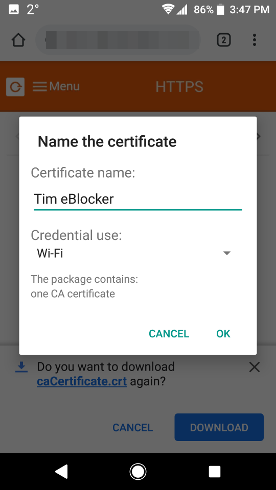 2°
86%
3:47 PM
2
Menu
HTTPS
Name the certificate
Certificate name:
Tim eBlocker
Credential use:
Wi-Fi
The package contains:
one CA certificate
CANCEL
OK
Do you want to download
caCertificate.crt again?
CANCEL
DOWNLOAD